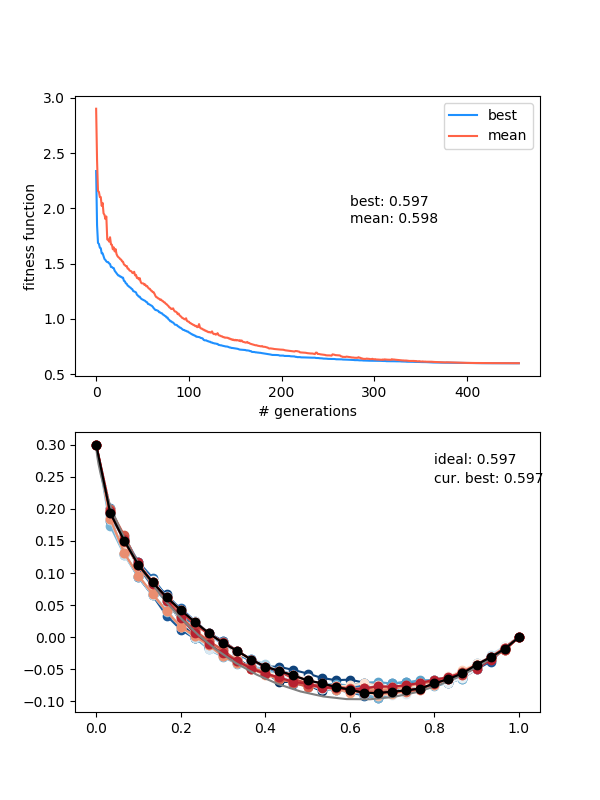 3.0
best
mean
2.5
2.0
best: 0.597
mean: 0.598
fitness function
1.5
1.0
0.5
0 100 200 300 400
# generations
0.30
ideal: 0.597
0.25
cur. best: 0.597
0.20
0.15
0.10
0.05
0.00
−0.05
−0.10
0.0 0.2 0.4 0.6 0.8 1.0